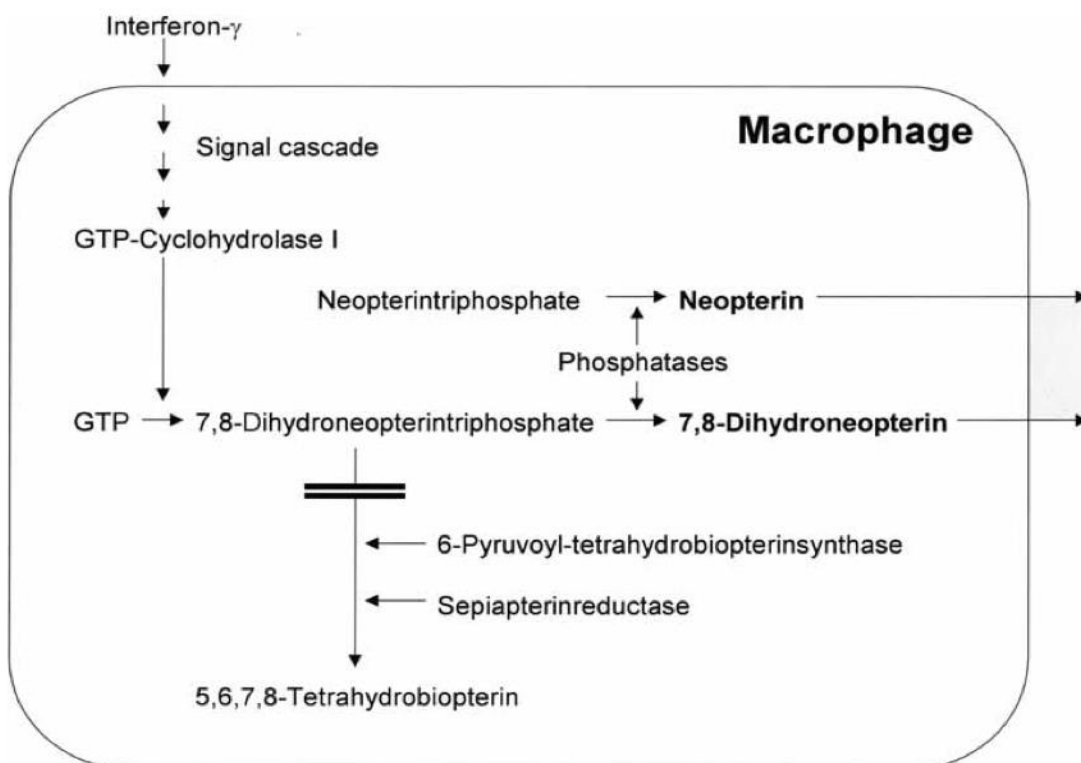 Interferon-γ
Macrophage
Signal cascade
GTP-Cyclohydrolase I
Neopterintriphosphate
Neopterin
Phosphatases
GTP
7,8-Dihydroneopterintriphosphate
7,8-Dihydroneopterin
6-Pyruvoyl-tetrahydrobiopterinsynthase
Sepiapterinreductase
5,6,7,8-Tetrahydrobiopterin